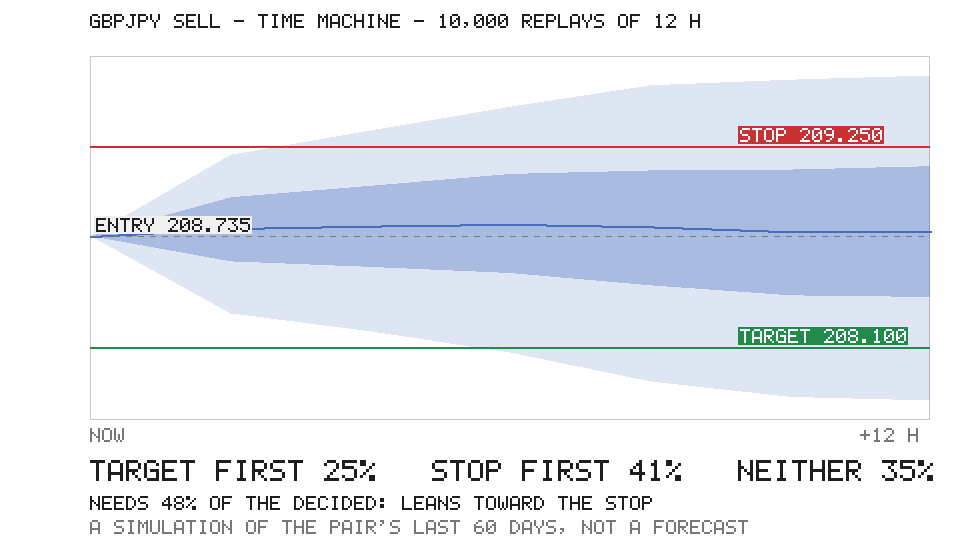 GBPJPY SELL - TIME MACHINE - 10,000 REPLAYS OF 12 H
STOP 209.250
ENTRY 208.735
TARGET 208.100
NOW +12 H
TARGET FIRST 25% STOP FIRST 41% NEITHER 35%
NEEDS 48% OF THE DECIDED: LEANS TOWARD THE STOP
A SIMULATION OF THE PAIR'S LAST 60 DAYS, NOT A FORECAST